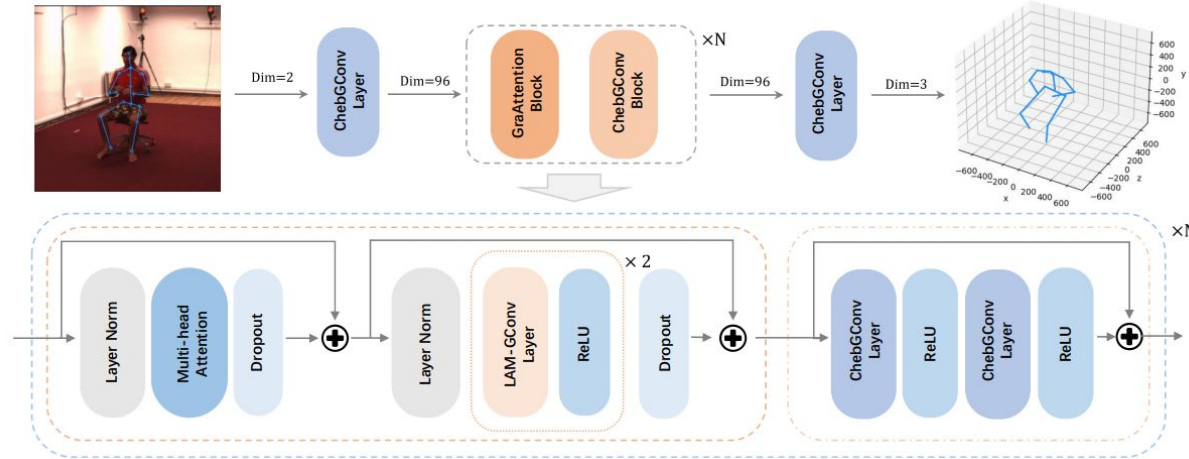 Dim=2
ChebGConv
Layer
Dim=96
GraAttention
Block
ChebGConv
Block
×N
Dim=96
ChebGConv
Layer
Dim=3
600
400
200
0
−200
−400
−600
y
−600
−400
−200
0
200
400
600
x
600
400
200
0
−200
−400
−600
z
×N
Layer Norm
Multi-head
Attention
Dropout
Layer Norm
LAM-GConv
Layer
ReLU
× 2
Dropout
ChebGConv
Layer
ReLU
ChebGConv
Layer
ReLU